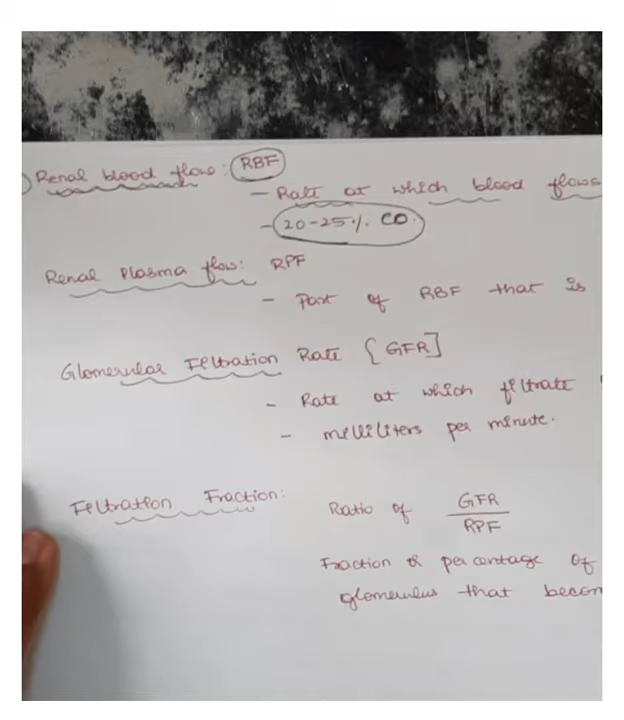 Renal blood flow: RBF
- Rate at which blood flows
- 20-25%. CO.
Renal Plasma flow: RPF
- Part of RBF that is
Glomerular Filtration Rate {GFR]
- Rate at which filtrate
- milliliters per minute.
Filtration Fraction: Ratio of GFR
RPF
Fraction & percentage of
glomerulus that becom